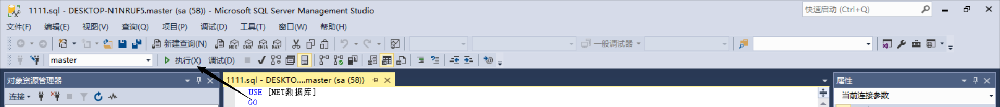 1111.sql - DESKTOP-N1NRUF5.master (sa (58)) - Microsoft SQL Server Management Studio
快速启动 (Ctrl+Q)
文件(F) 编辑(E) 视图(V) 查询(Q) 项目(P) 调试(D) 工具(T) 窗口(W) 帮助(H)
新建查询(N) MDX DMX XMLA DAX 一般调试器
master 执行(X) 调试(D)
对象资源管理器 1111.sql - DESKTO....master (sa (58)) 属性
连接 USE [NET数据库] 当前连接参数
GO